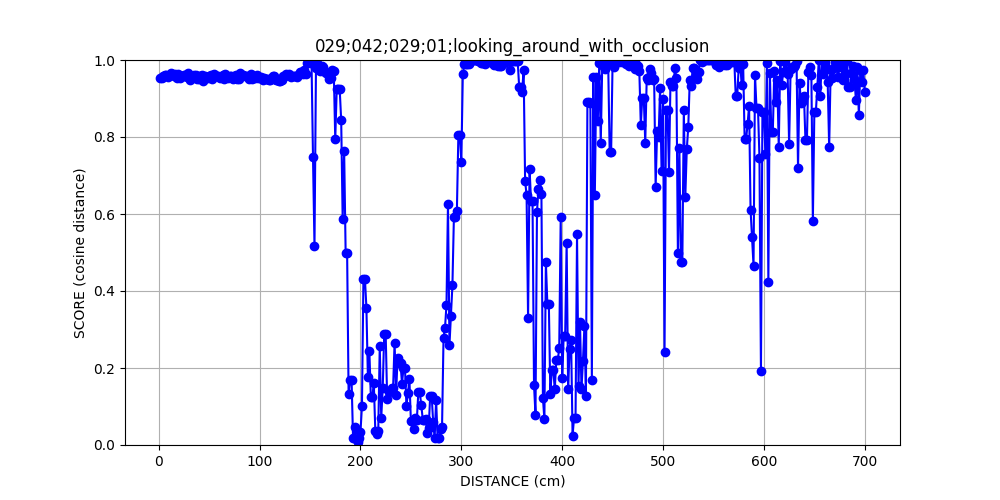 029;042;029;01;looking_around_with_occlusion
1.0
0.8
0.6
0.4
0.2
0.0
SCORE (cosine distance)
0 100 200 300 400 500 600 700
DISTANCE (cm)